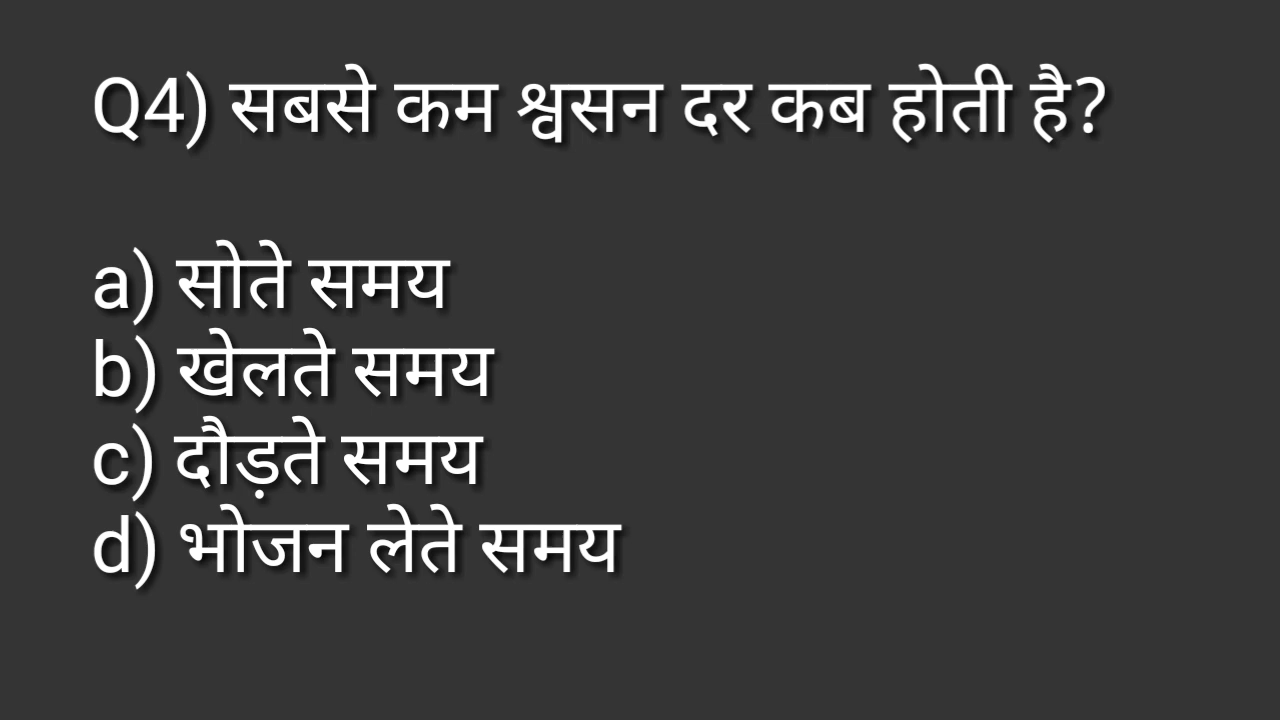 Q4) सबसे कम श्वसन दर कब होती है?
a) सोते समय
b) खेलते समय
c) दौड़ते समय
d) भोजन लेते समय